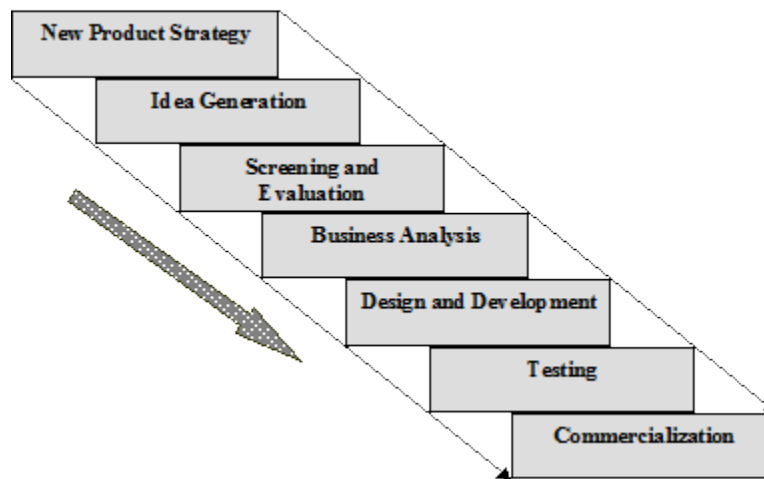 New Product Strategy
Idea Generation
Screening and
Evaluation
Business Analysis
Design and Development
Testing
Commercialization